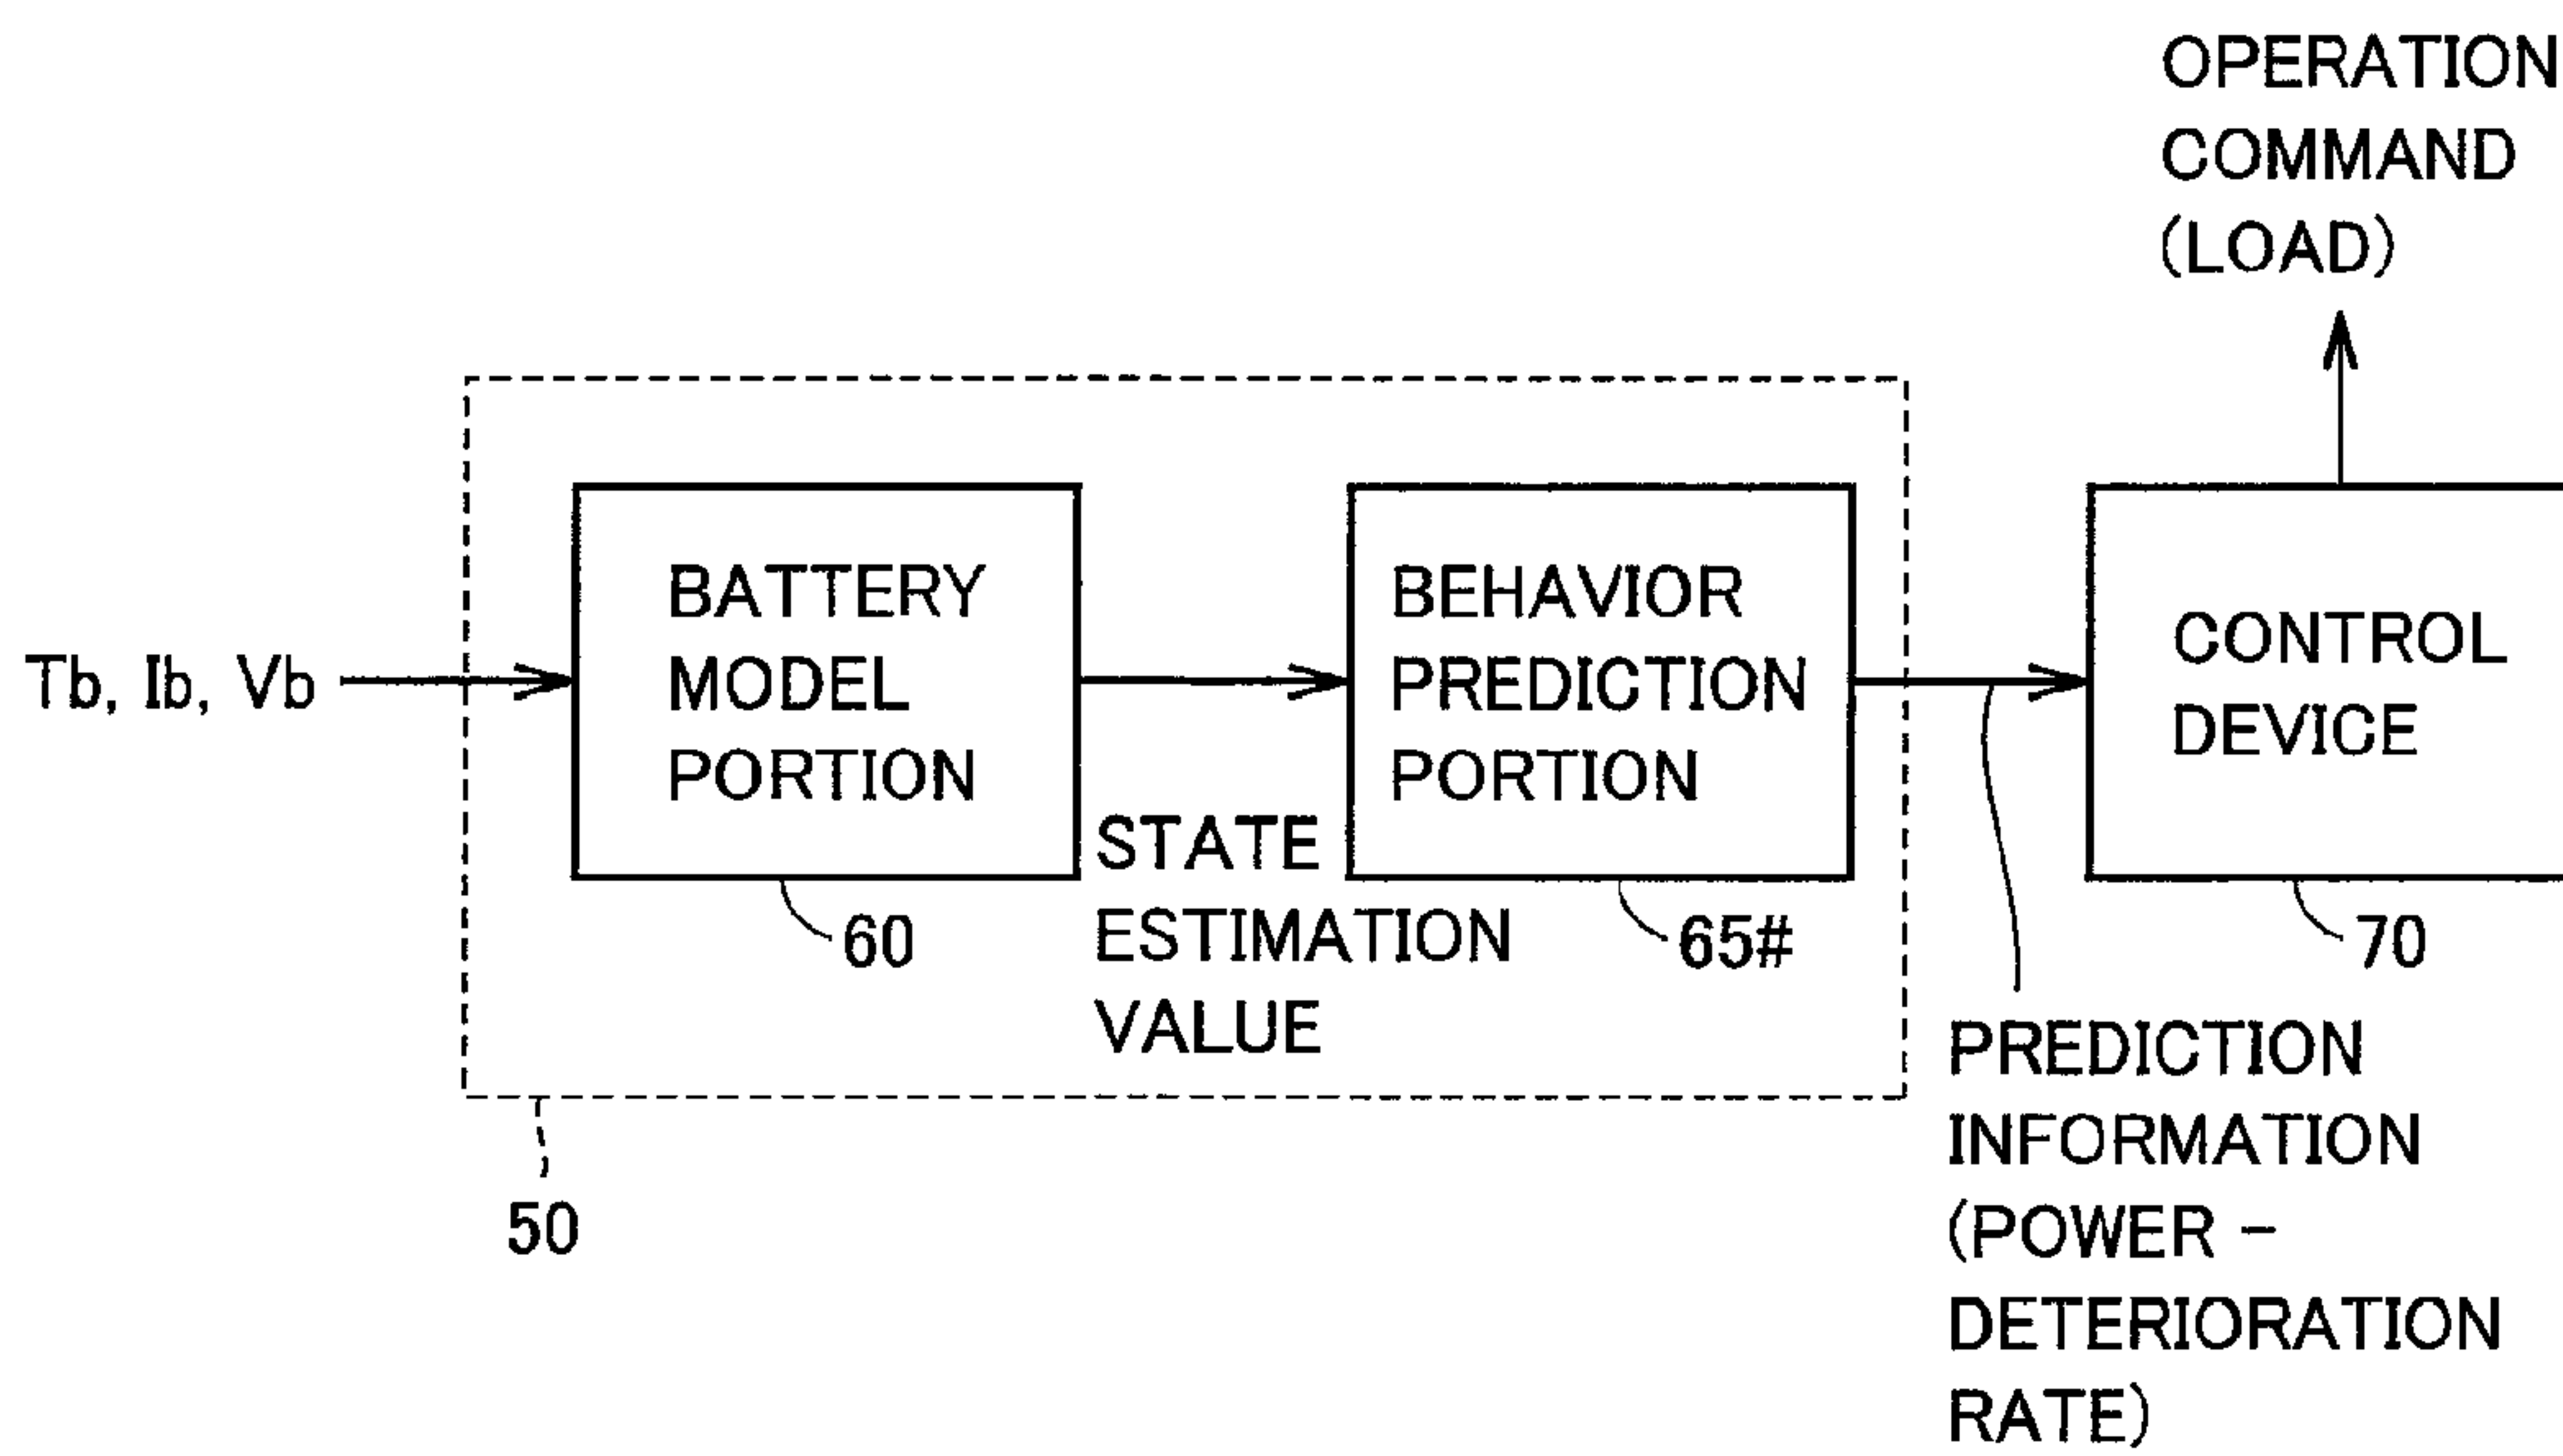 OPERATION
COMMAND
(LOAD)
Tb, Ib, Vb
BATTERY
MODEL
PORTION
60
STATE
ESTIMATION
VALUE
BEHAVIOR
PREDICTION
PORTION
65#
CONTROL
DEVICE
70
50
PREDICTION
INFORMATION
(POWER -
DETERIORATION
RATE)